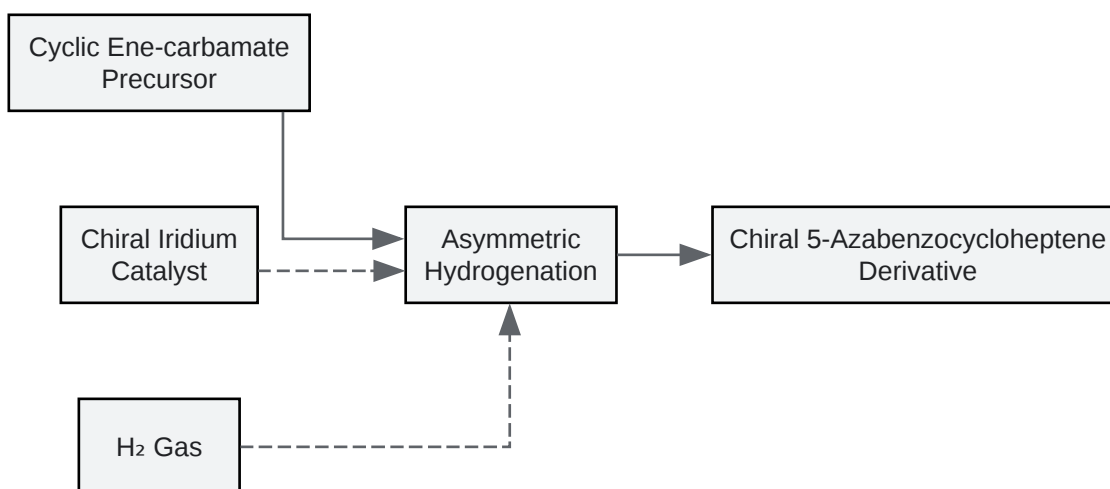 Cyclic Ene-carbamate
Precursor
Chiral Iridium
Catalyst
Asymmetric
Hydrogenation
Chiral 5-Azabenzocycloheptene
Derivative
H₂ Gas